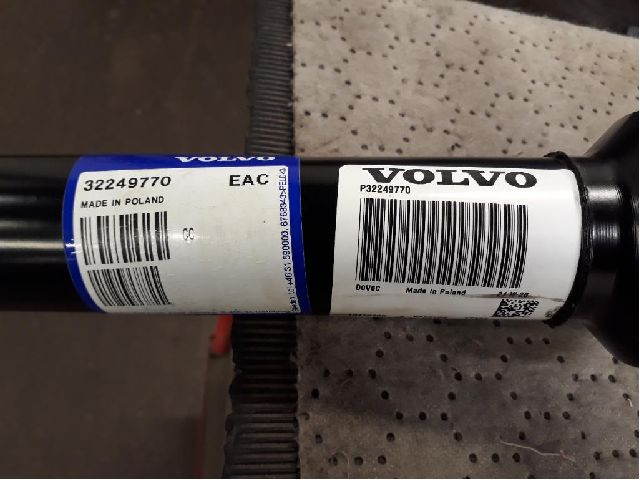 VOLVO
32249770 EAC
MADE IN POLAND
VOLVO
P32249770
Made in Poland